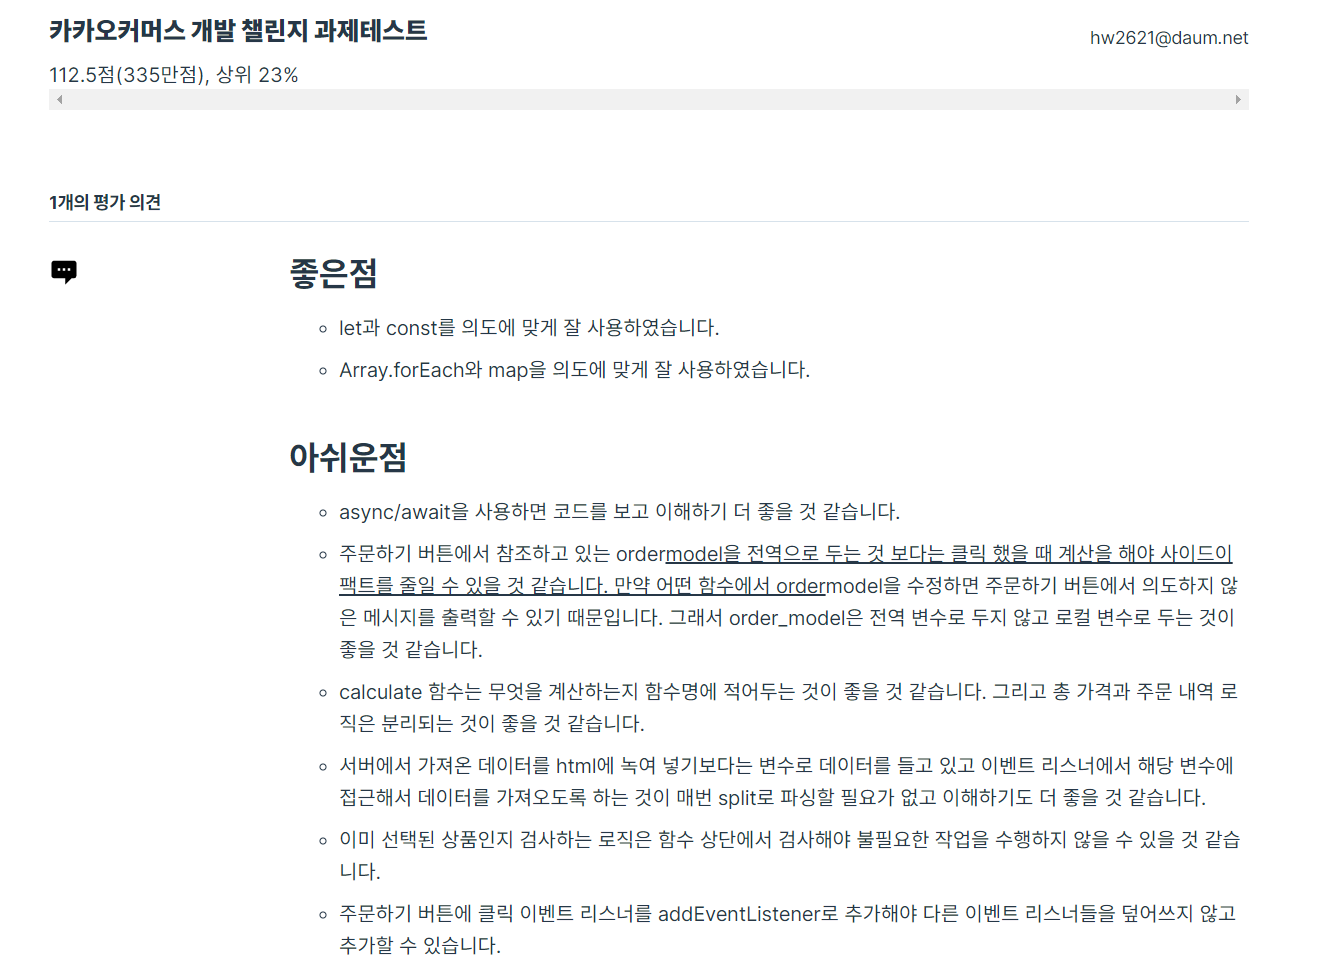 카카오커머스 개발 챌린지 과제테스트
hw2621@daum.net
112.5점(335만점), 상위 23%
1개의 평가 의견
좋은점
let과 const를 의도에 맞게 잘 사용하였습니다.
Array.forEach와 map을 의도에 맞게 잘 사용하였습니다.
아쉬운점
async/await을 사용하면 코드를 보고 이해하기 더 좋을 것 같습니다.
주문하기 버튼에서 참조하고 있는 ordermodel을 전역으로 두는 것 보다는 클릭 했을 때 계산을 해야 사이드이
팩트를 줄일 수 있을 것 같습니다. 만약 어떤 함수에서 ordermodel을 수정하면 주문하기 버튼에서 의도하지 않
은 메시지를 출력할 수 있기 때문입니다. 그래서 order_model은 전역 변수로 두지 않고 로컬 변수로 두는 것이
좋을 것 같습니다.
calculate 함수는 무엇을 계산하는지 함수명에 적어두는 것이 좋을 것 같습니다. 그리고 총 가격과 주문 내역 로
직은 분리되는 것이 좋을 것 같습니다.
서버에서 가져온 데이터를 html에 녹여 넣기보다는 변수로 데이터를 들고 있고 이벤트 리스너에서 해당 변수에
접근해서 데이터를 가져오도록 하는 것이 매번 split로 파싱할 필요가 없고 이해하기도 더 좋을 것 같습니다.
이미 선택된 상품인지 검사하는 로직은 함수 상단에서 검사해야 불필요한 작업을 수행하지 않을 수 있을 것 같습
니다.
주문하기 버튼에 클릭 이벤트 리스너를 addEventListener로 추가해야 다른 이벤트 리스너들을 덮어쓰지 않고
추가할 수 있습니다.